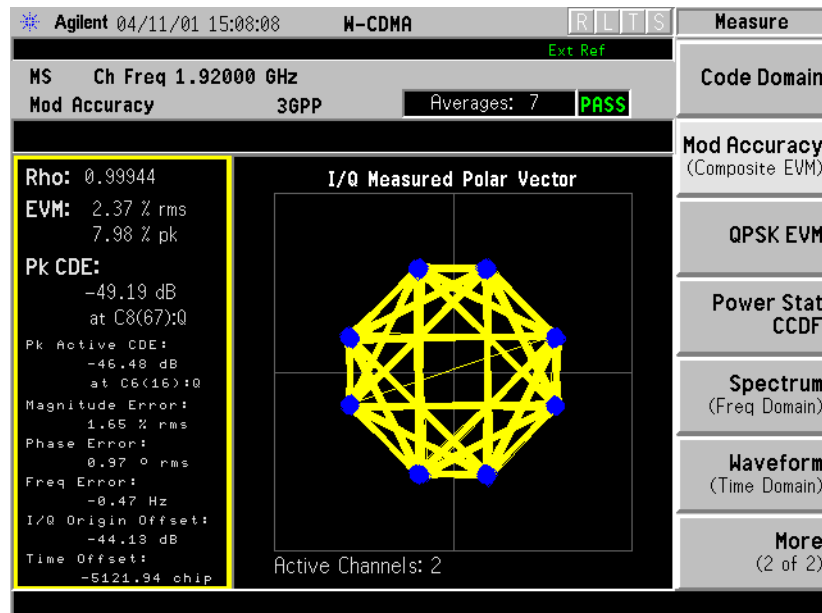 Agilent 04/11/01 15:08:08 W-CDMA R L T S
Measure
Ext Ref
MS Ch Freq 1.92000 GHz
Mod Accuracy 3GPP Averages: 7 PASS
Rho: 0.99944
EVM: 2.37 % rms
7.98 % pk
Pk CDE:
-49.19 dB
at C8(67):Q
Pk Active CDE:
-46.48 dB
at C6(16):Q
Magnitude Error:
1.65 % rms
Phase Error:
0.97 º rms
Freq Error:
-0.47 Hz
I/Q Origin Offset:
-44.13 dB
Time Offset:
-5121.94 chip
I/Q Measured Polar Vector
Active Channels: 2
Code Domain
Mod Accuracy
(Composite EVM)
QPSK EVM
Power Stat
CCDF
Spectrum
(Freq Domain)
Waveform
(Time Domain)
More
(2 of 2)